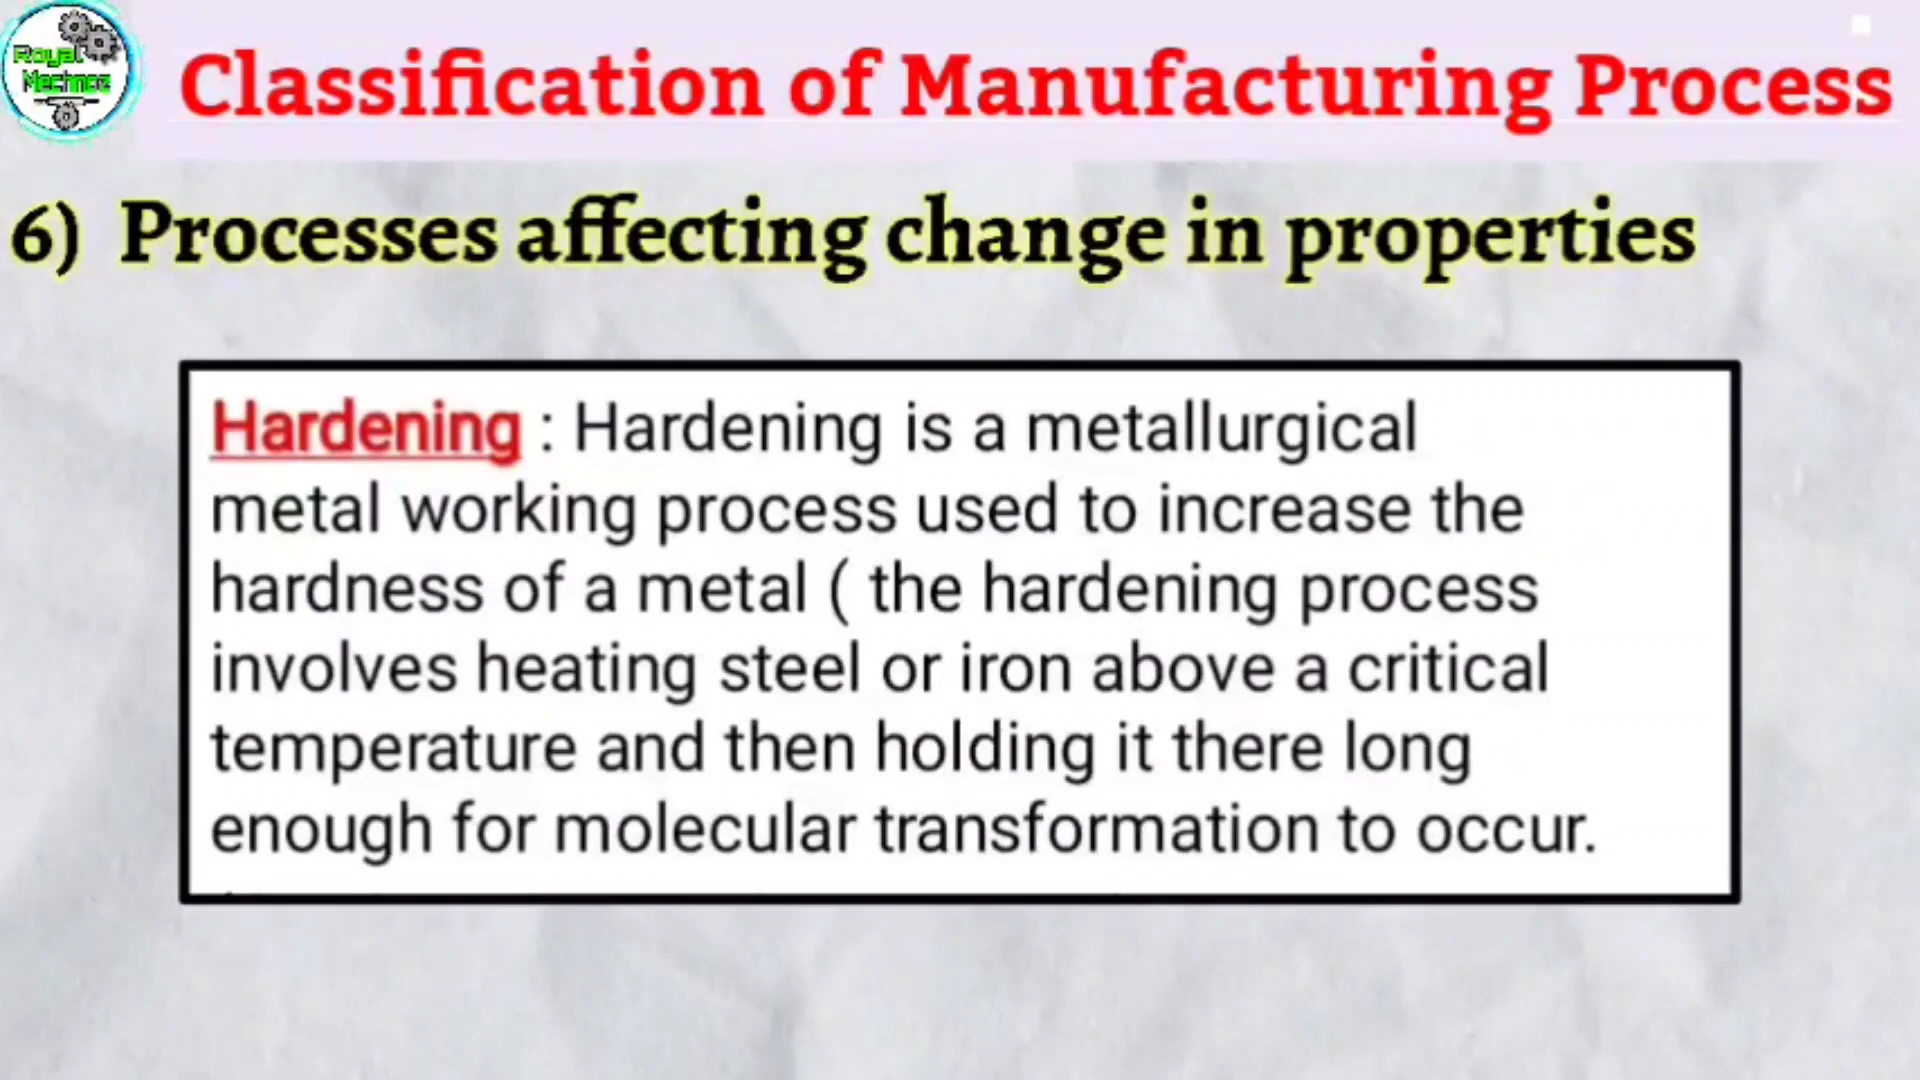 Royal
Mechnoz
Classification of Manufacturing Process
6) Processes affecting change in properties
Hardening : Hardening is a metallurgical
metal working process used to increase the
hardness of a metal ( the hardening process
involves heating steel or iron above a critical
temperature and then holding it there long
enough for molecular transformation to occur.